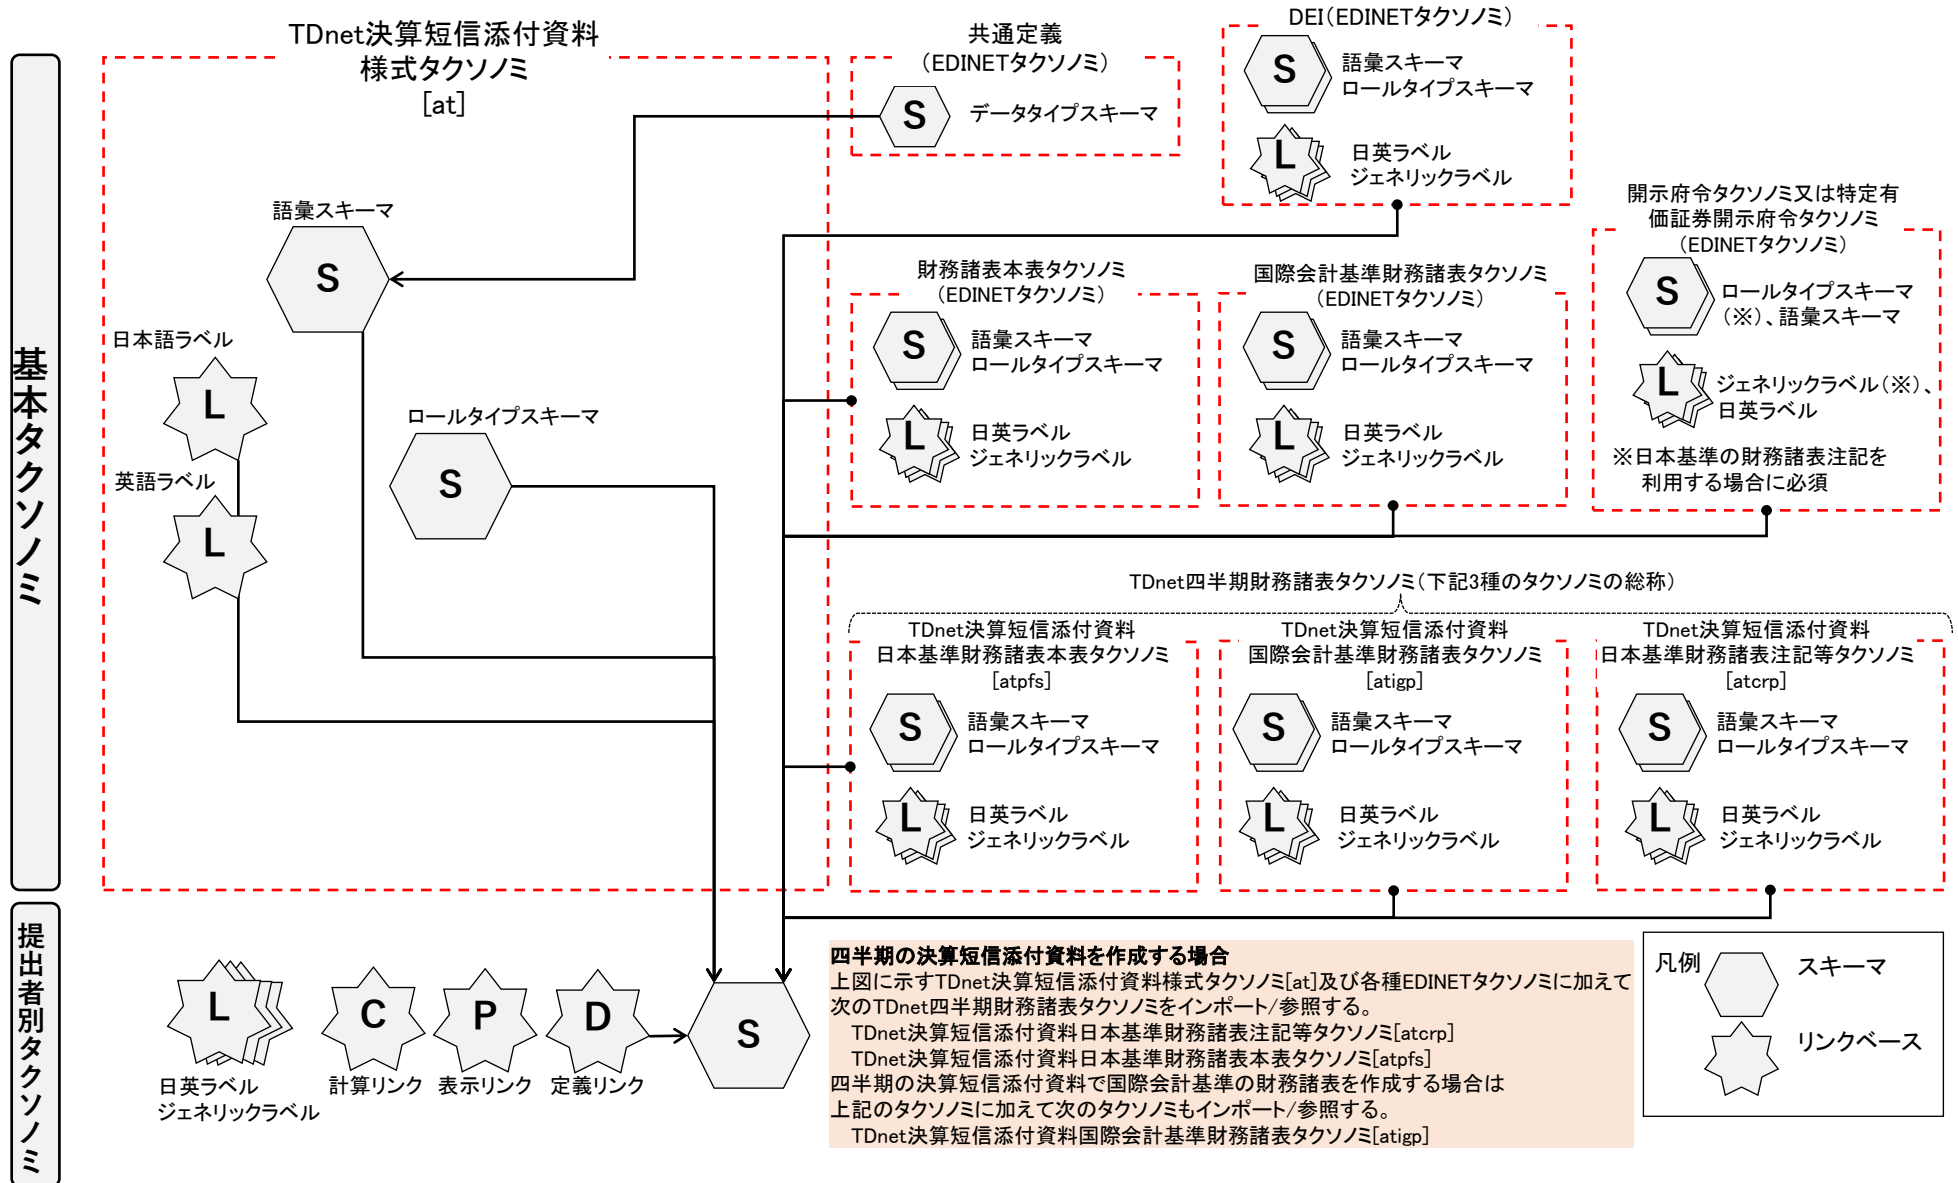 基本タクソノミ
TDnet決算短信添付資料
様式タクソノミ
[at]
語彙スキーマ
S
日本語ラベル
L
英語ラベル
L
ロールタイプスキーマ
S
共通定義
(EDINETタクソノミ)
S
データタイプスキーマ
DEI(EDINETタクソノミ)
S
語彙スキーマ
ロールタイプスキーマ
L
日英ラベル
ジェネリックラベル
財務諸表本表タクソノミ
(EDINETタクソノミ)
S
語彙スキーマ
ロールタイプスキーマ
L
日英ラベル
ジェネリックラベル
国際会計基準財務諸表タクソノミ
(EDINETタクソノミ)
S
語彙スキーマ
ロールタイプスキーマ
L
日英ラベル
ジェネリックラベル
開示府令タクソノミ又は特定有
価証券開示府令タクソノミ
(EDINETタクソノミ)
S
ロールタイプスキーマ
(※)、語彙スキーマ
L
ジェネリックラベル(※)、
日英ラベル
※日本基準の財務諸表注記を
利用する場合に必須
TDnet四半期財務諸表タクソノミ(下記3種のタクソノミの総称)
TDnet決算短信添付資料
日本基準財務諸表本表タクソノミ
[atpfs]
S
語彙スキーマ
ロールタイプスキーマ
L
日英ラベル
ジェネリックラベル
TDnet決算短信添付資料
国際会計基準財務諸表タクソノミ
[atigp]
S
語彙スキーマ
ロールタイプスキーマ
L
日英ラベル
ジェネリックラベル
TDnet決算短信添付資料
日本基準財務諸表注記等タクソノミ
[atcrp]
S
語彙スキーマ
ロールタイプスキーマ
L
日英ラベル
ジェネリックラベル
提出者別タクソノミ
L
日英ラベル
ジェネリックラベル
C
計算リンク
P
表示リンク
D
定義リンク
S
四半期の決算短信添付資料を作成する場合
上図に示すTDnet決算短信添付資料様式タクソノミ[at]及び各種EDINETタクソノミに加えて
次のTDnet四半期財務諸表タクソノミをインポート/参照する。
TDnet決算短信添付資料日本基準財務諸表注記等タクソノミ[atcrp]
TDnet決算短信添付資料日本基準財務諸表本表タクソノミ[atpfs]
四半期の決算短信添付資料で国際会計基準の財務諸表を作成する場合は
上記のタクソノミに加えて次のタクソノミもインポート/参照する。
TDnet決算短信添付資料国際会計基準財務諸表タクソノミ[atigp]
凡例
スキーマ
リンクベース